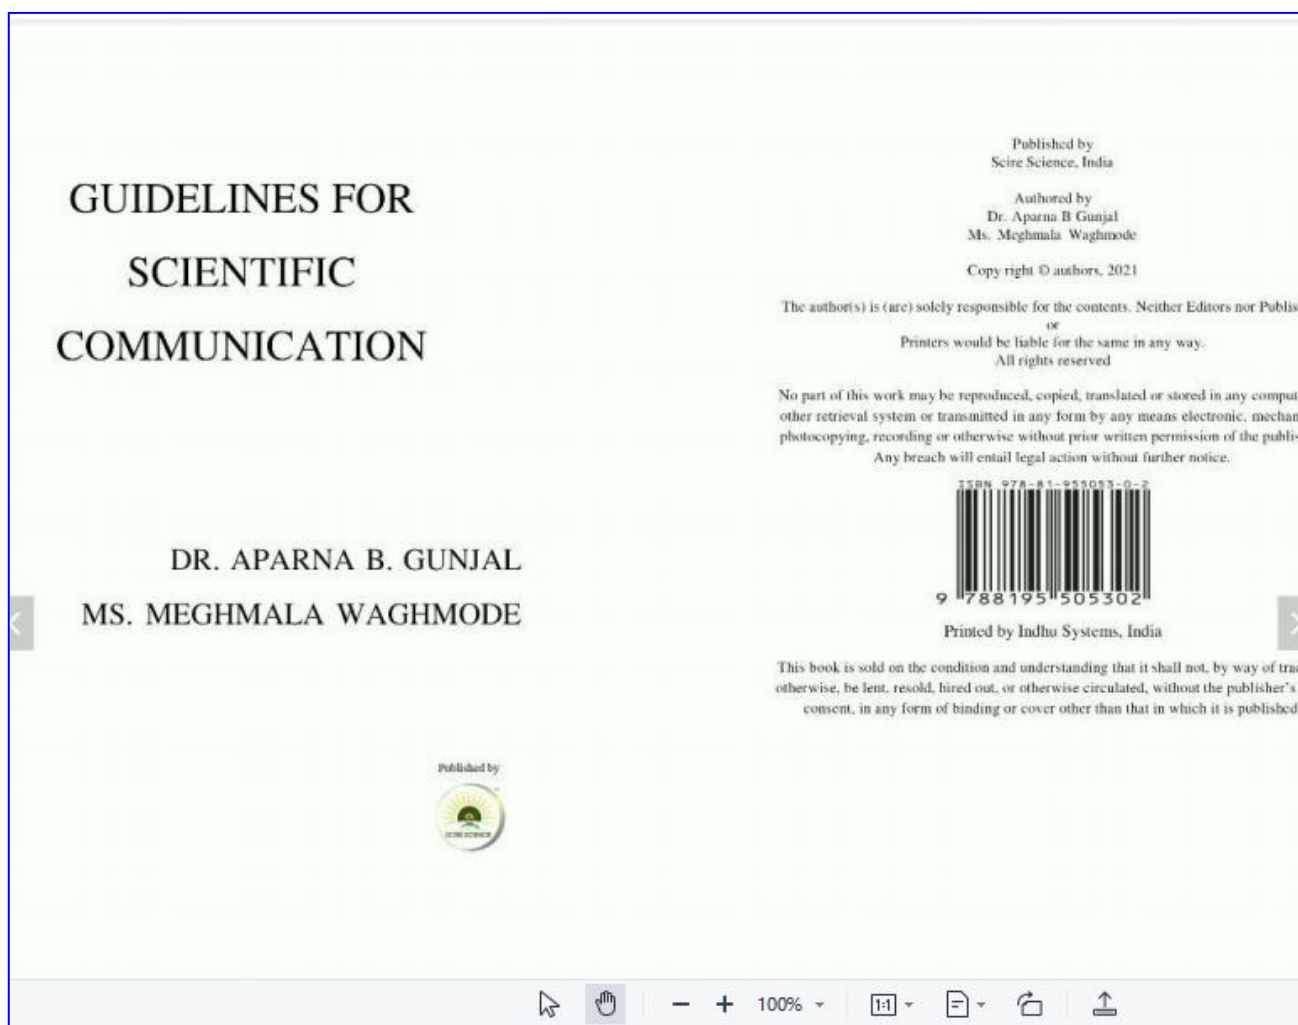 GUIDELINES FOR
SCIENTIFIC
COMMUNICATION
DR. APARNA B. GUNJAL
MS. MEGHMALA WAGHMODE
Published by
SCIRE SCIENCE
Published by
Scire Science, India
Authored by
Dr. Aparna B Gunjal
Ms. Meghmala Waghmode
Copy right © authors, 2021
The author(s) is (are) solely responsible for the contents. Neither Editors nor Publis
or
Printers would be liable for the same in any way.
All rights reserved
No part of this work may be reproduced, copied, translated or stored in any comput
other retrieval system or transmitted in any form by any means electronic, mechan
photocopying, recording or otherwise without prior written permission of the publis
Any breach will entail legal action without further notice.
ISBN 978-81-955053-0-2
9 788195 505302
Printed by Indhu Systems, India
This book is sold on the condition and understanding that it shall not, by way of tra
otherwise, be lent, resold, hired out, or otherwise circulated, without the publisher's
consent, in any form of binding or cover other than that in which it is published
100%
1:1